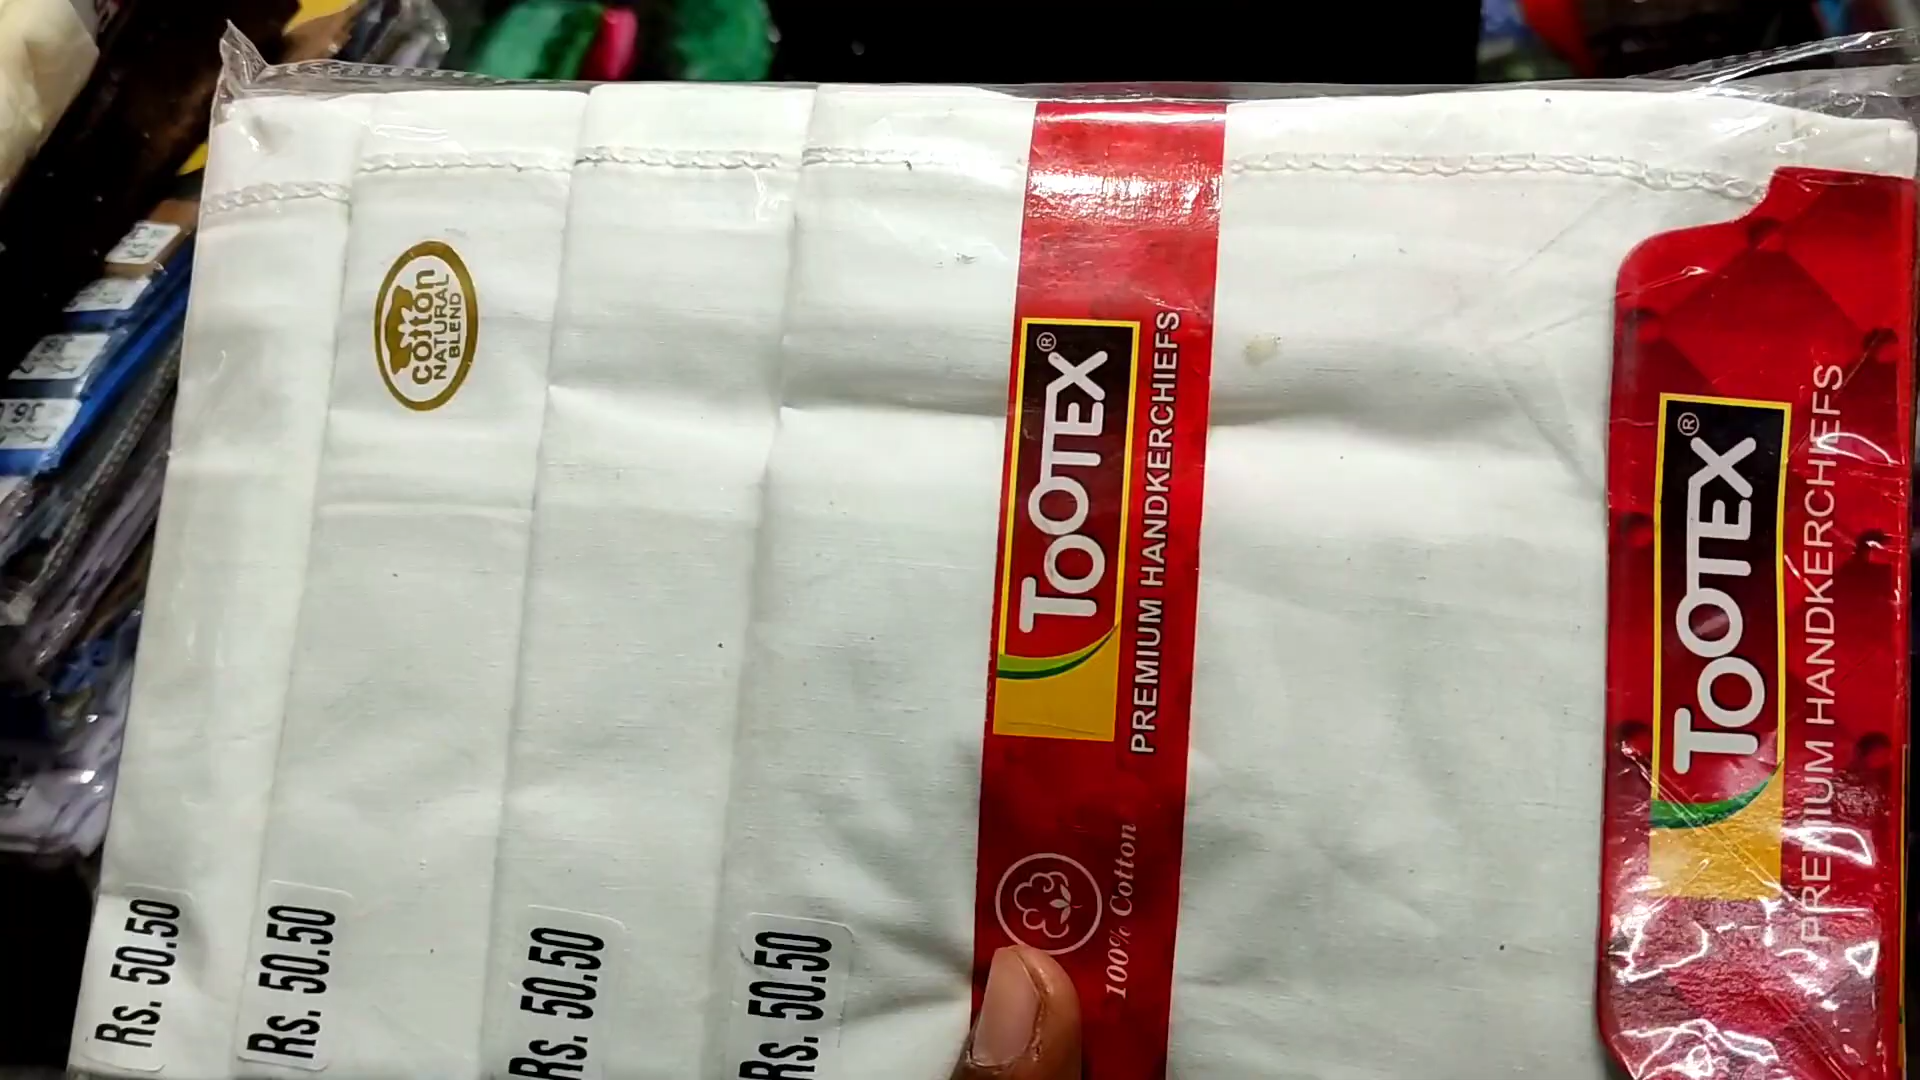 cotton
NATURAL
BLEND
Rs. 50.50
Rs. 50.50
Rs. 50.50
Rs. 50.50
TOOTEX®
PREMIUM HANDKERCHIEFS
100% Cotton
TOOTEX®
PREMIUM HANDKERCHIEFS